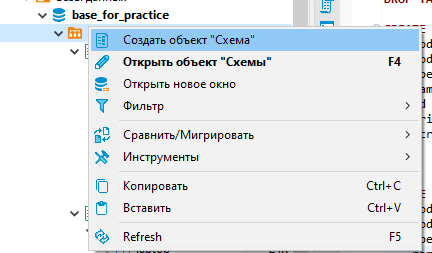 base_for_practice
Создать объект "Схема"
Открыть объект "Схемы" F4
Открыть новое окно
Фильтр
Сравнить/Мигрировать
Инструменты
Копировать Ctrl+C
Вставить Ctrl+V
Refresh F5